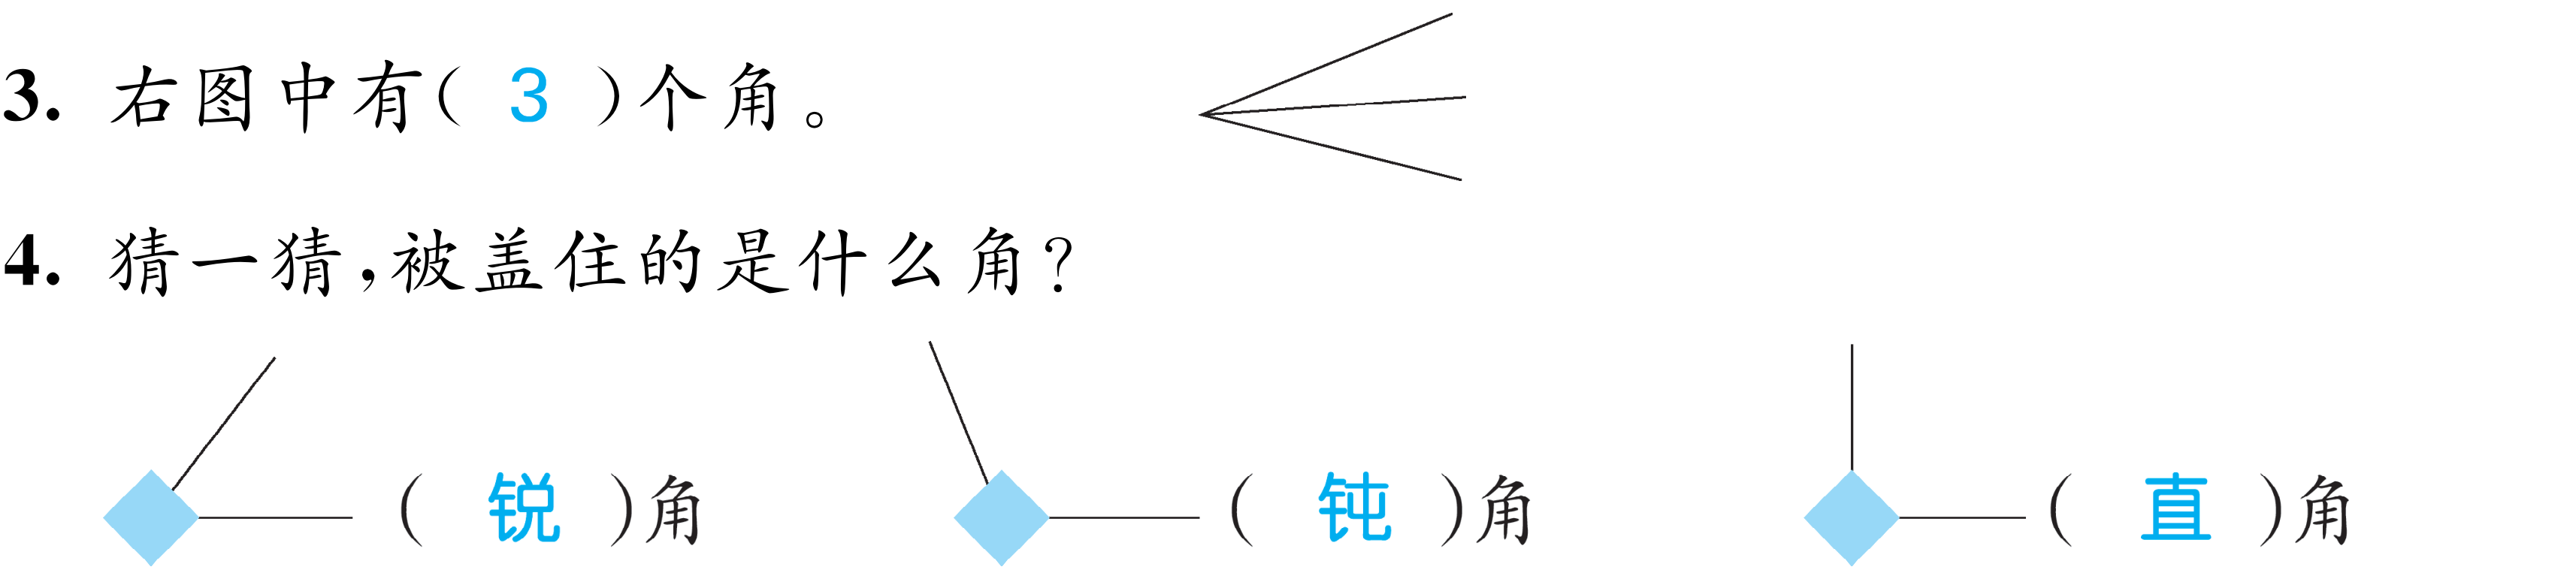 3. 右图中有( 3 )个角。
4. 猜一猜,被盖住的是什么角?
( 锐 )角 ( 钝 )角 ( 直 )角